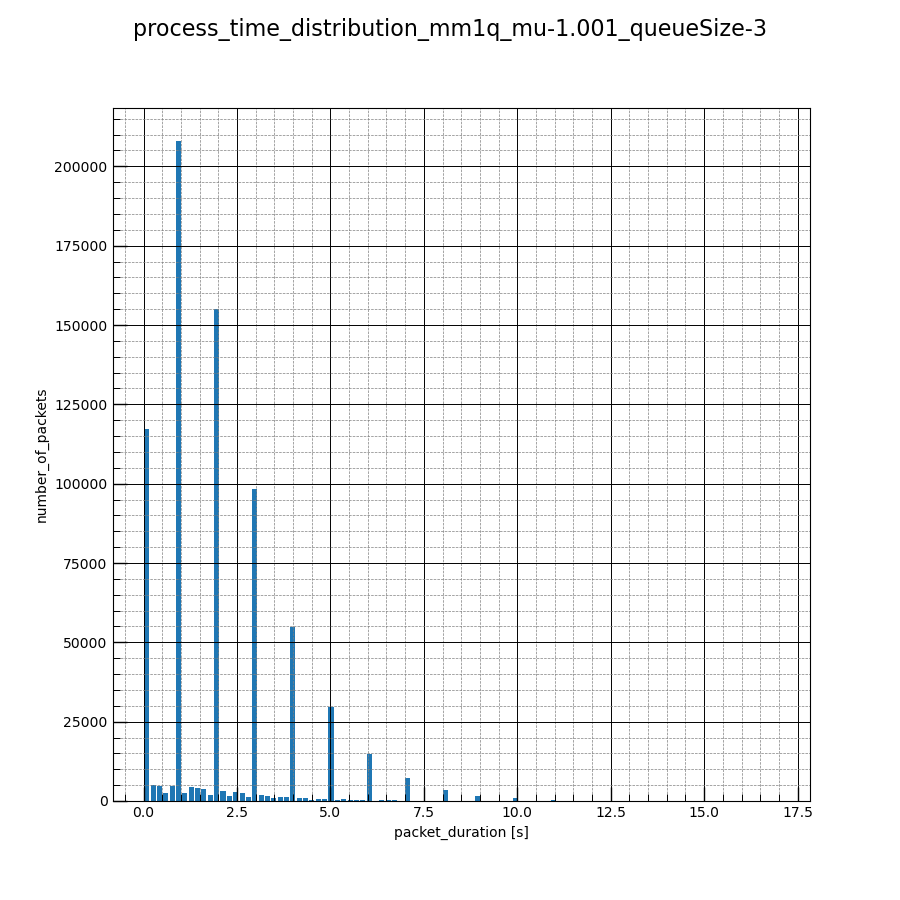 process_time_distribution_mm1q_mu-1.001_queueSize-3
200000
175000
150000
125000
100000
75000
50000
25000
0
number_of_packets
0.0 2.5 5.0 7.5 10.0 12.5 15.0 17.5
packet_duration [s]